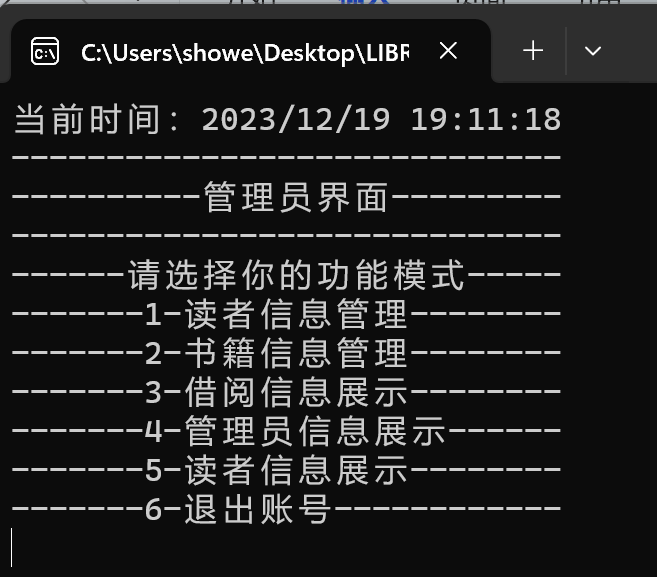 C:\Users\showe\Desktop\LIBR
当前时间：2023/12/19 19:11:18
-----------------------------
----------管理员界面---------
-----------------------------
------请选择你的功能模式-----
-------1-读者信息管理--------
-------2-书籍信息管理--------
-------3-借阅信息展示--------
-------4-管理员信息展示------
-------5-读者信息展示--------
-------6-退出账号------------